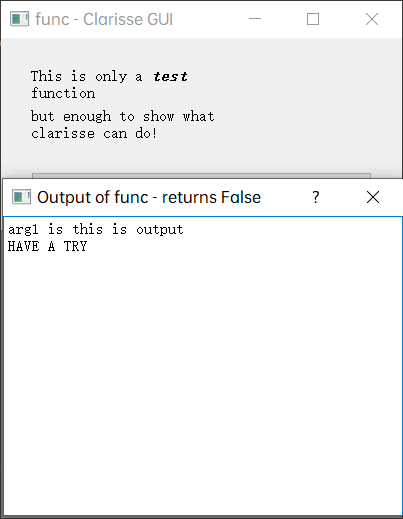 func - Clarisse GUI
This is only a test
function
but enough to show what
clarisse can do!
Output of func - returns False
?
arg1 is this is output
HAVE A TRY